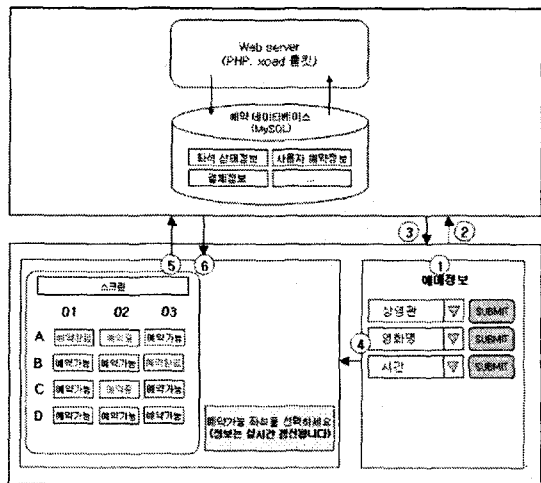 Web server
(PHP, xoad 툴킷)
예약 데이터베이스
(MySQL)
좌석 상태정보 사용자 예약정보
결제정보 ...
③ ②
⑤ ⑥ ①
스크린 예매정보
01 02 03
상영관 SUBMIT
A 예약완료 예약중 예약가능
④ 영화명 SUBMIT
B 예약가능 예약가능 예약완료
시간 SUBMIT
C 예약가능 예약중 예약가능
D 예약가능 예약가능 예약가능
예약가능 좌석을 선택하세요
(정보는 실시간 갱신됩니다)